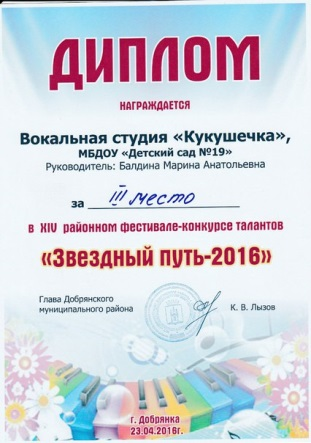 ДИПЛОМ
НАГРАЖДАЕТСЯ
Вокальная студия «Кукушечка»,
МБДОУ «Детский сад №19»
Руководитель: Балдина Марина Анатольевна
за III место
в XIV районном фестивале-конкурсе талантов
«Звездный путь-2016»
Глава Добрянского
муниципального района
К. В. Лызов
г. Добрянка
23.04.2016г.